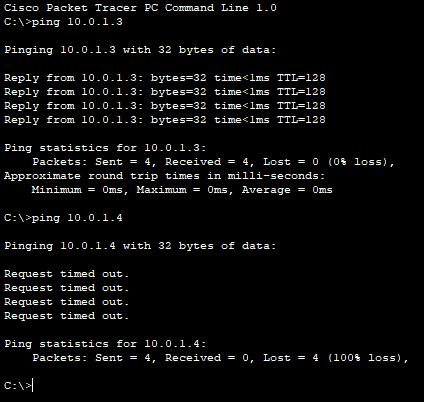 Cisco Packet Tracer PC Command Line 1.0
C:\>ping 10.0.1.3
Pinging 10.0.1.3 with 32 bytes of data:
Reply from 10.0.1.3: bytes=32 time<1ms TTL=128
Reply from 10.0.1.3: bytes=32 time<1ms TTL=128
Reply from 10.0.1.3: bytes=32 time<1ms TTL=128
Reply from 10.0.1.3: bytes=32 time<1ms TTL=128
Ping statistics for 10.0.1.3:
    Packets: Sent = 4, Received = 4, Lost = 0 (0% loss),
Approximate round trip times in milli-seconds:
    Minimum = 0ms, Maximum = 0ms, Average = 0ms
C:\>ping 10.0.1.4
Pinging 10.0.1.4 with 32 bytes of data:
Request timed out.
Request timed out.
Request timed out.
Request timed out.
Ping statistics for 10.0.1.4:
    Packets: Sent = 4, Received = 0, Lost = 4 (100% loss),
C:\>